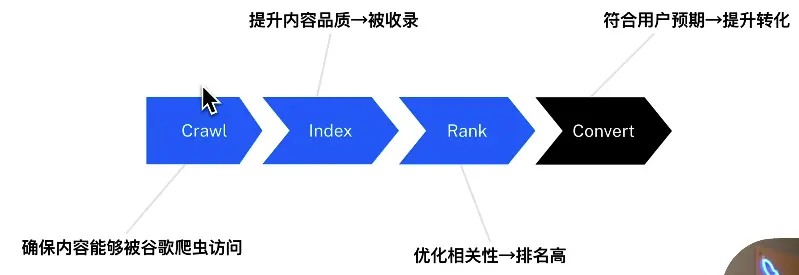 提升内容品质→被收录
符合用户预期→提升转化
Crawl
Index
Rank
Convert
确保内容能够被谷歌爬虫访问
优化相关性→排名高